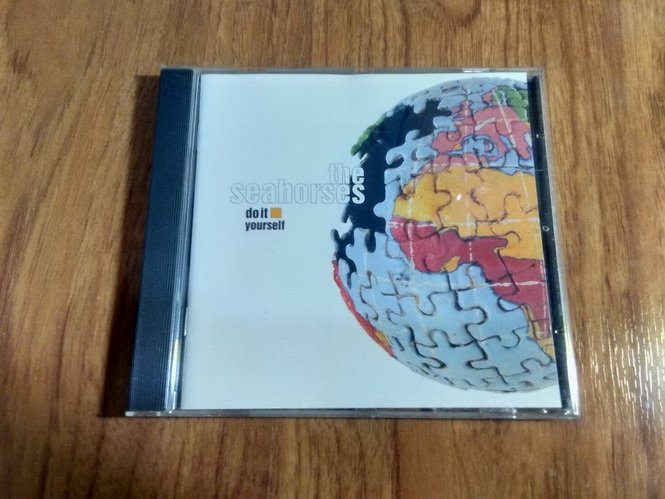 the
seahorses
do it
yourself